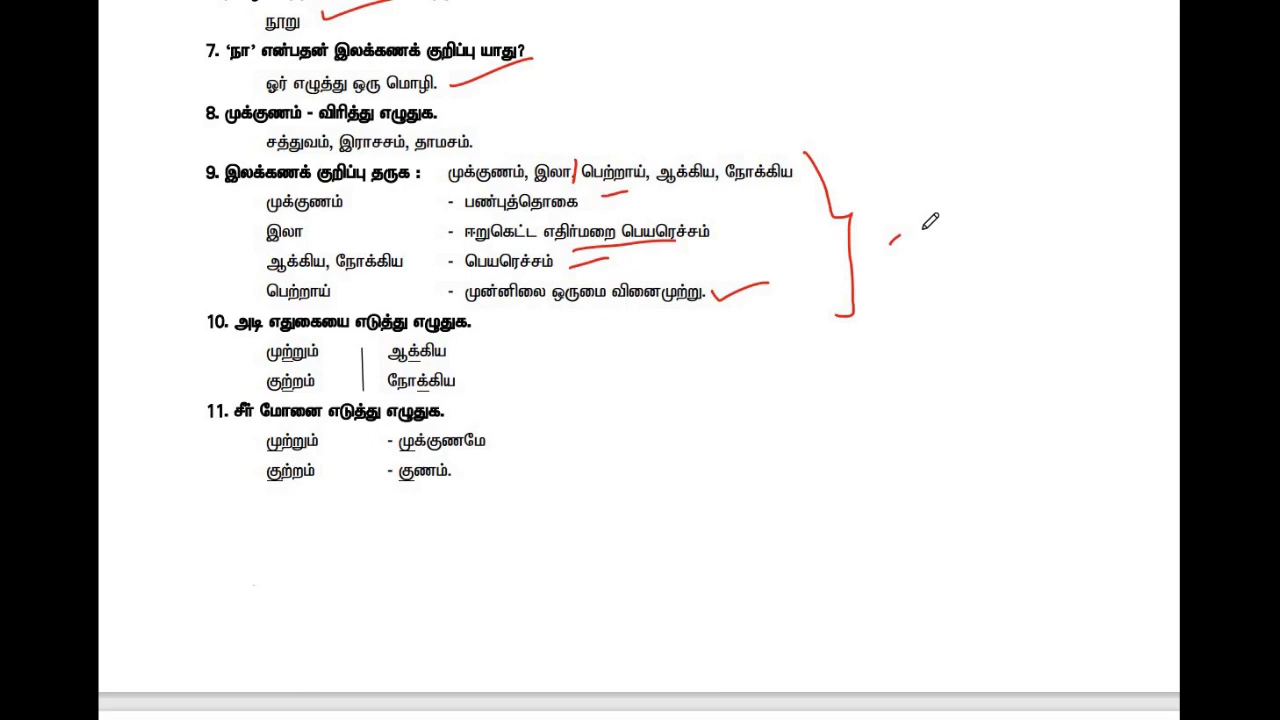 நூறு
7. 'நா' என்பதன் இலக்கணக் குறிப்பு யாது?
ஓர் எழுத்து ஒரு மொழி.
8. முக்குணம் - விரித்து எழுதுக.
சத்துவம், இராசசம், தாமசம்.
9. இலக்கணக் குறிப்பு தருக : முக்குணம், இலா, பெற்றாய், ஆக்கிய, நோக்கிய
முக்குணம் - பண்புத்தொகை
இலா - ஈறுகெட்ட எதிர்மறை பெயரெச்சம்
ஆக்கிய, நோக்கிய - பெயரெச்சம்
பெற்றாய் - முன்னிலை ஒருமை வினைமுற்று.
10. அடி எதுகையை எடுத்து எழுதுக.
முற்றும் ஆக்கிய
குற்றம் நோக்கிய
11. சீர் மோனை எடுத்து எழுதுக.
முற்றும் - முக்குணமே
குற்றம் - குணம்.